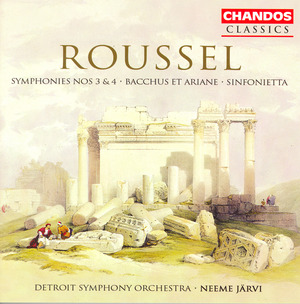 CHANDOS
CLASSICS
ROUSSEL
SYMPHONIES NOS 3 & 4 · BACCHUS ET ARIANE · SINFONIETTA
DETROIT SYMPHONY ORCHESTRA · NEEME JÄRVI